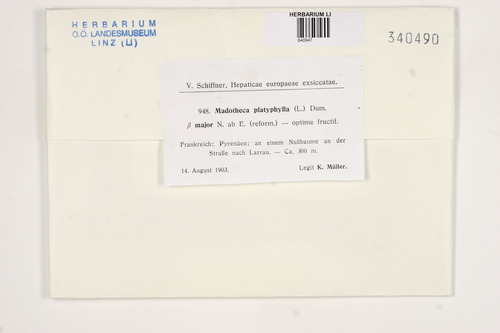 HERBARIUM
O.Ö. LANDESMUSEUM
LINZ (LI)
HERBARIUM LI
340490
V. Schiffner, Hepaticae europaeae exsiccatae.
948. Madotheca platyphylla (L.) Dum.
β major N. ab E. (reform.) — optime fructif.
Frankreich: Pyrenäen; an einem Nußbaume an der
Straße nach Larrau. — Ca. 300 m.
14. August 1903.
Legit K. Müller.